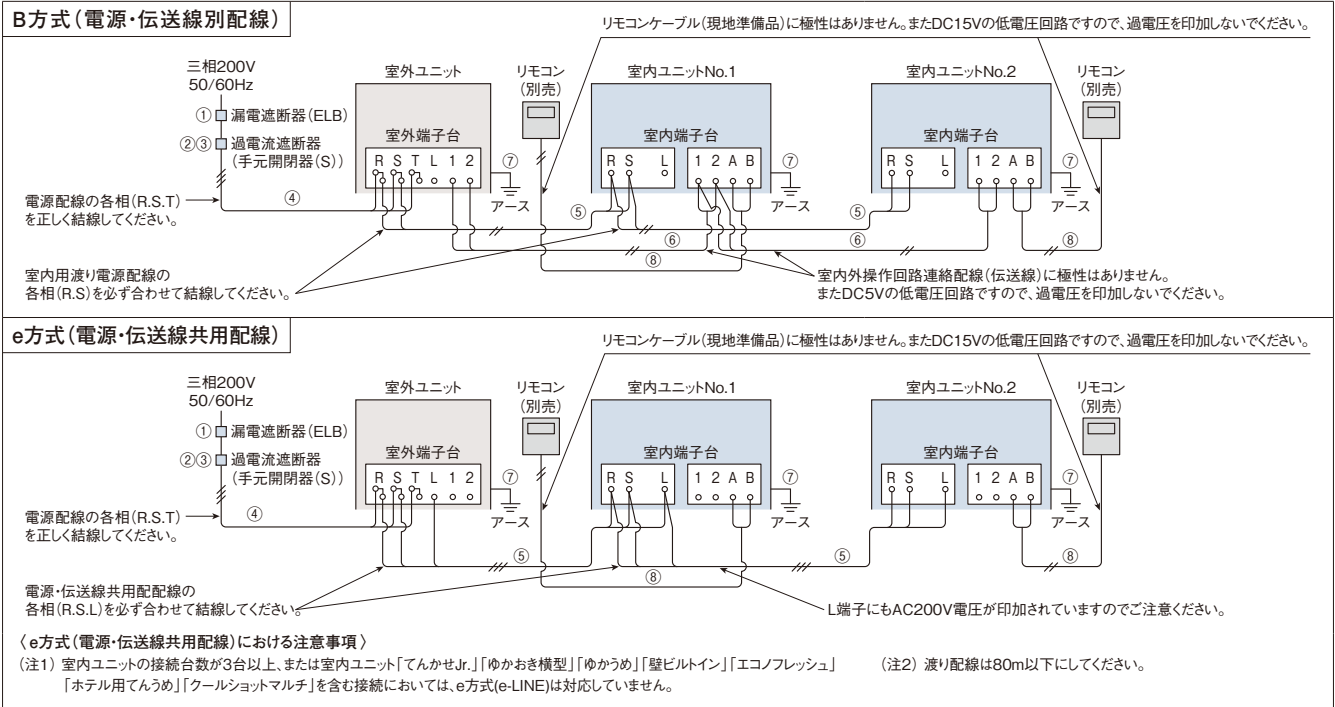 B方式(電源・伝送線別配線)
リモコンケーブル(現地準備品)に極性はありません。またDC15Vの低電圧回路ですので、過電圧を印加しないでください。
三相200V
50/60Hz
① 漏電遮断器(ELB)
②③ 過電流遮断器
(手元開閉器(S))
電源配線の各相(R.S.T)
を正しく結線してください。
④
室外ユニット
室外端子台
R S T L 1 2
⑦
アース
リモコン
(別売)
室内ユニットNo.1
室内端子台
R S L 1 2 A B
⑦
アース
室内ユニットNo.2
室内端子台
R S L 1 2 A B
⑦
アース
リモコン
(別売)
⑤
⑤
⑥
⑥
⑧
⑧
室内用渡り電源配線の
各相(R.S)を必ず合わせて結線してください。
室内外操作回路連絡配線(伝送線)に極性はありません。
またDC5Vの低電圧回路ですので、過電圧を印加しないでください。
e方式(電源・伝送線共用配線)
リモコンケーブル(現地準備品)に極性はありません。またDC15Vの低電圧回路ですので、過電圧を印加しないでください。
三相200V
50/60Hz
① 漏電遮断器(ELB)
②③ 過電流遮断器
(手元開閉器(S))
電源配線の各相(R.S.T)
を正しく結線してください。
④
室外ユニット
室外端子台
R S T L 1 2
⑦
アース
リモコン
(別売)
室内ユニットNo.1
室内端子台
R S L 1 2 A B
⑦
アース
室内ユニットNo.2
室内端子台
R S L 1 2 A B
⑦
アース
リモコン
(別売)
⑤
⑤
⑧
⑧
電源・伝送線共用配配線の
各相(R.S.L)を必ず合わせて結線してください。
L端子にもAC200V電圧が印加されていますのでご注意ください。
〈e方式(電源・伝送線共用配線)における注意事項〉
(注1) 室内ユニットの接続台数が3台以上、または室内ユニット「てんかせJr.」「ゆかおき横型」「ゆかうめ」「壁ビルトイン」「エコノフレッシュ」
「ホテル用てんうめ」「クールショットマルチ」を含む接続においては、e方式(e-LINE)は対応していません。
(注2) 渡り配線は80m以下にしてください。